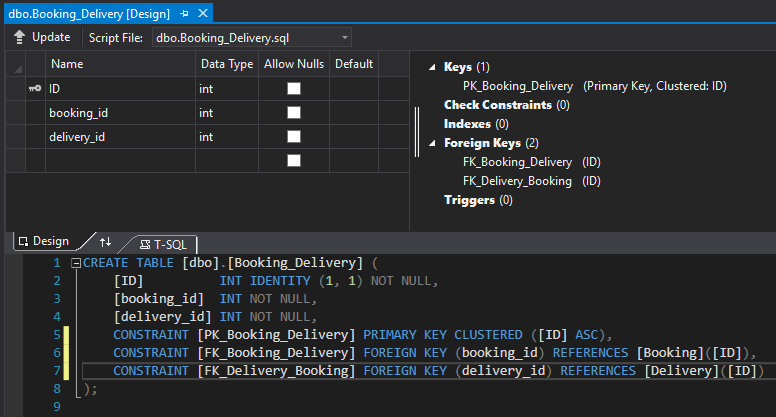 dbo.Booking_Delivery [Design]
Update Script File: dbo.Booking_Delivery.sql
Name Data Type Allow Nulls Default
ID int
booking_id int
delivery_id int
Keys (1)
PK_Booking_Delivery (Primary Key, Clustered: ID)
Check Constraints (0)
Indexes (0)
Foreign Keys (2)
FK_Booking_Delivery (ID)
FK_Delivery_Booking (ID)
Triggers (0)
Design T-SQL
1 CREATE TABLE [dbo].[Booking_Delivery] (
2 [ID] INT IDENTITY (1, 1) NOT NULL,
3 [booking_id] INT NOT NULL,
4 [delivery_id] INT NOT NULL,
5 CONSTRAINT [PK_Booking_Delivery] PRIMARY KEY CLUSTERED ([ID] ASC),
6 CONSTRAINT [FK_Booking_Delivery] FOREIGN KEY (booking_id) REFERENCES [Booking]([ID]),
7 CONSTRAINT [FK_Delivery_Booking] FOREIGN KEY (delivery_id) REFERENCES [Delivery]([ID])
8 );
9